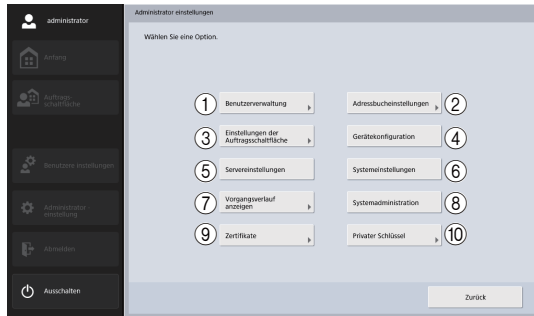 administrator
Administrator einstellungen
Wählen Sie eine Option.
Anfang
Auftrags-
schaltfläche
Benutzere instellungen
Administrator -
einstellung
Abmelden
Ausschalten
1 Benutzerverwaltung
Adressbucheinstellungen 2
3 Einstellungen der
Auftragsschaltfläche
Gerätekonfiguration 4
5 Servereinstellungen
Systemeinstellungen 6
7 Vorgangsverlauf
anzeigen
Systemadministration 8
9 Zertifikate
Privater Schlüssel 10
Zurück